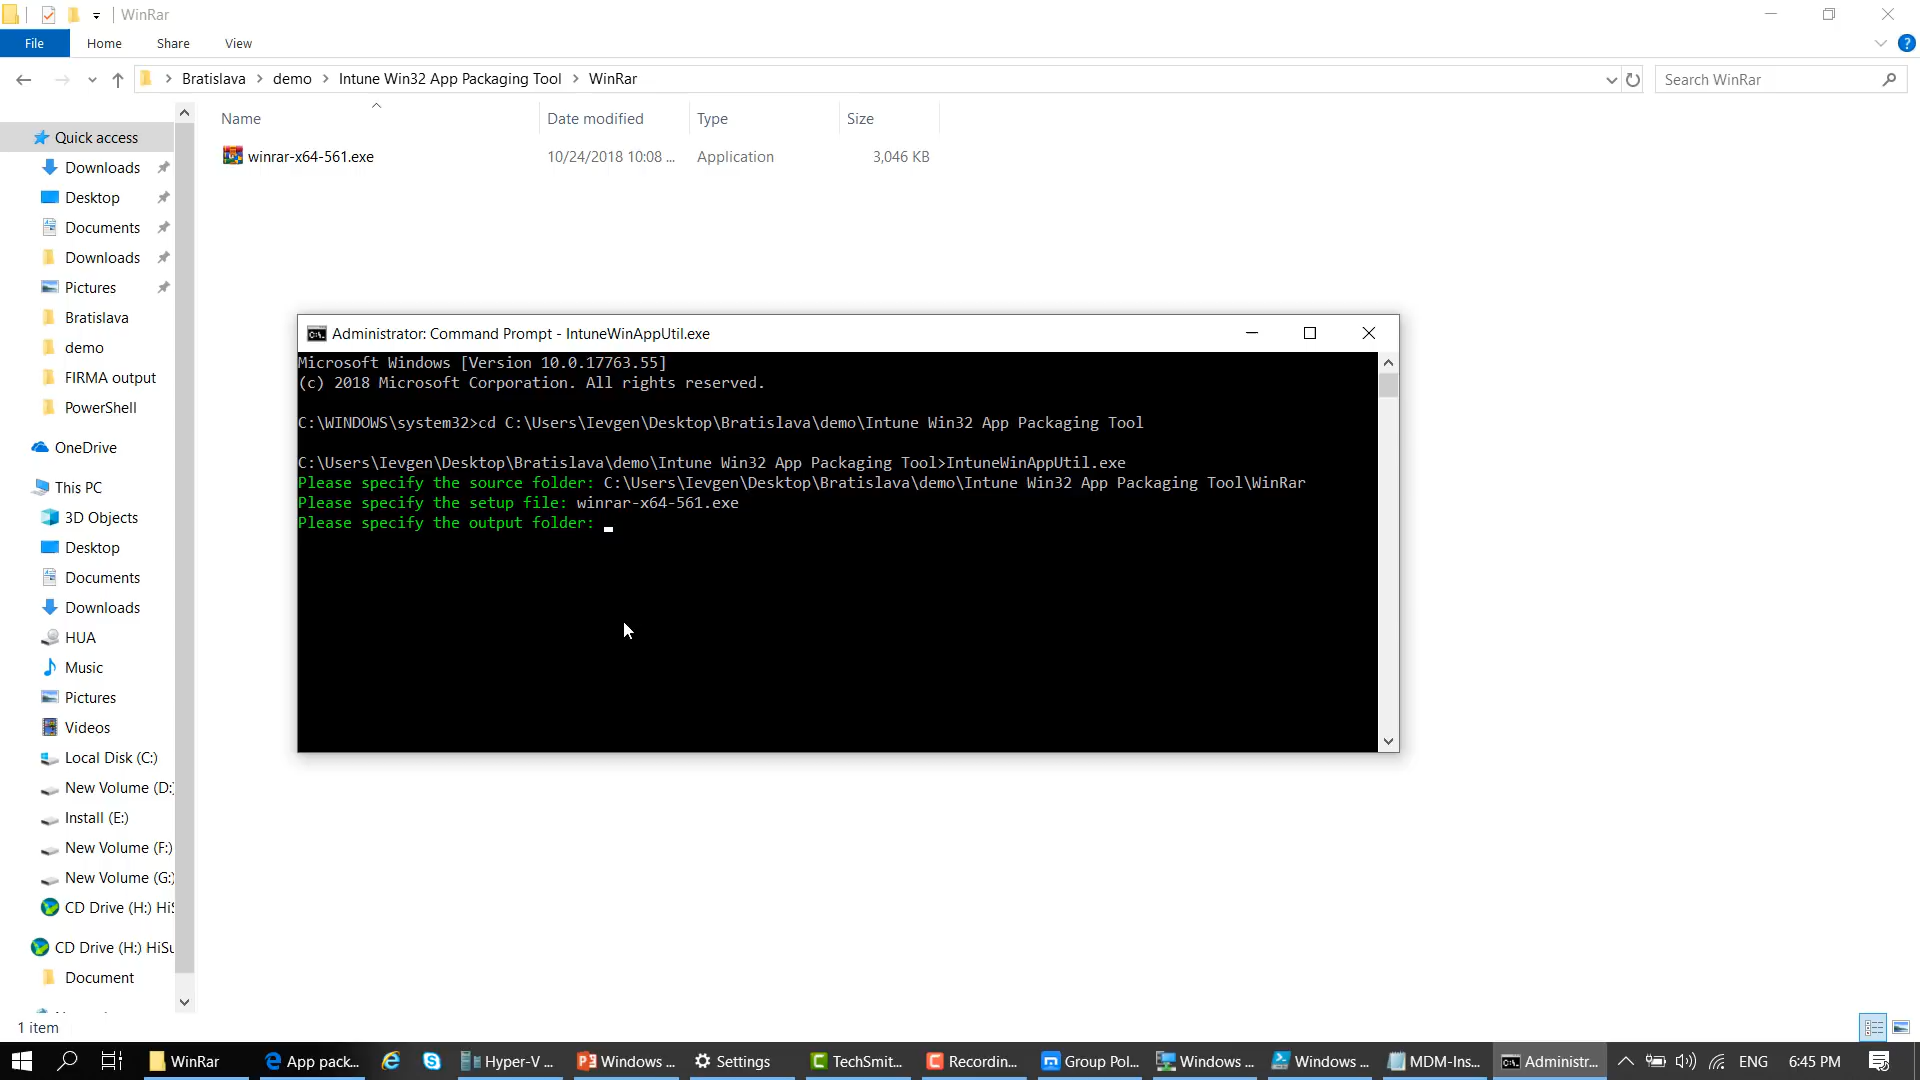 WinRar
File Home Share View
Bratislava demo Intune Win32 App Packaging Tool WinRar
Search WinRar
Name Date modified Type Size
winrar-x64-561.exe 10/24/2018 10:08 ... Application 3,046 KB
Quick access
Downloads
Desktop
Documents
Downloads
Pictures
Bratislava
demo
FIRMA output
PowerShell
OneDrive
This PC
3D Objects
Desktop
Documents
Downloads
HUA
Music
Pictures
Videos
Local Disk (C:)
New Volume (D:)
Install (E:)
New Volume (F:)
New Volume (G:)
CD Drive (H:) HiS
CD Drive (H:) HiSu
Document
1 item
Administrator: Command Prompt - IntuneWinAppUtil.exe
Microsoft Windows [Version 10.0.17763.55]
(c) 2018 Microsoft Corporation. All rights reserved.
C:\WINDOWS\system32>cd C:\Users\Ievgen\Desktop\Bratislava\demo\Intune Win32 App Packaging Tool
C:\Users\Ievgen\Desktop\Bratislava\demo\Intune Win32 App Packaging Tool>IntuneWinAppUtil.exe
Please specify the source folder: C:\Users\Ievgen\Desktop\Bratislava\demo\Intune Win32 App Packaging Tool\WinRar
Please specify the setup file: winrar-x64-561.exe
Please specify the output folder:
WinRar App pack... Hyper-V ... Windows ... Settings TechSmit... Recordin... Group Pol... Windows ... Windows ... MDM-Ins... Administr... ENG 6:45 PM